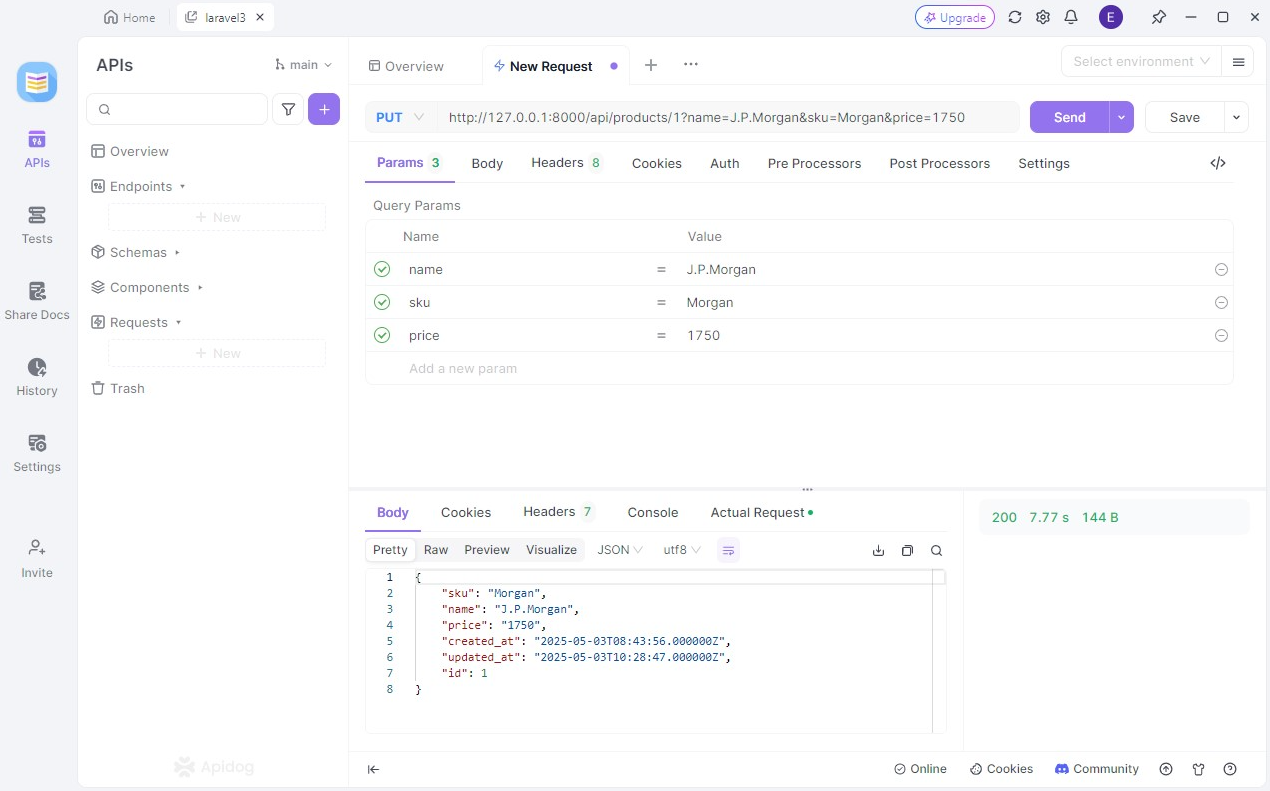 Home
laravel3
Upgrade
E
APIs
main
Overview
New Request
Select environment
APIs
Tests
Share Docs
History
Settings
Invite
Overview
Endpoints
New
Schemas
Components
Requests
New
Trash
Apidog
PUT http://127.0.0.1:8000/api/products/1?name=J.P.Morgan&sku=Morgan&price=1750 Send Save
Params 3 Body Headers 8 Cookies Auth Pre Processors Post Processors Settings
Query Params
Name Value
name = J.P.Morgan
sku = Morgan
price = 1750
Add a new param
Body Cookies Headers 7 Console Actual Request
200 7.77 s 144 B
Pretty Raw Preview Visualize JSON utf8
1 {
2 "sku": "Morgan",
3 "name": "J.P.Morgan",
4 "price": "1750",
5 "created_at": "2025-05-03T08:43:56.000000Z",
6 "updated_at": "2025-05-03T10:28:47.000000Z",
7 "id": 1
8 }
Online Cookies Community